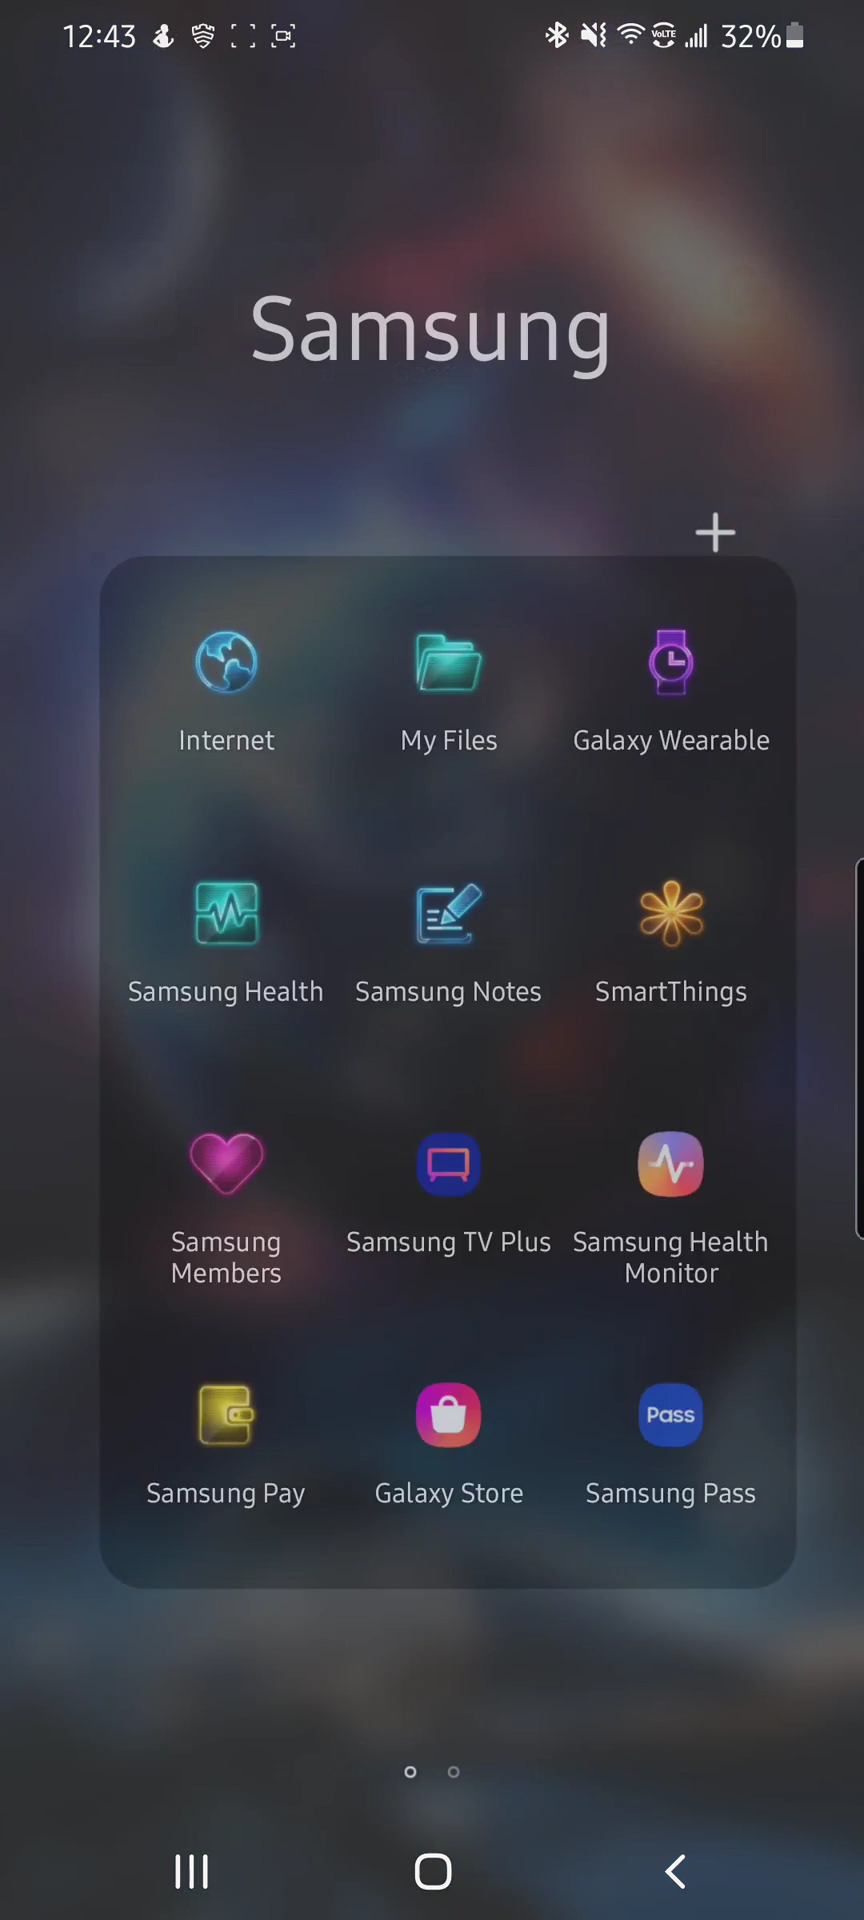 12:43
VoLTE
32%
Samsung
Internet
My Files
Galaxy Wearable
Samsung Health
Samsung Notes
SmartThings
Samsung
Members
Samsung TV Plus
Samsung Health
Monitor
Pass
Samsung Pay
Galaxy Store
Samsung Pass